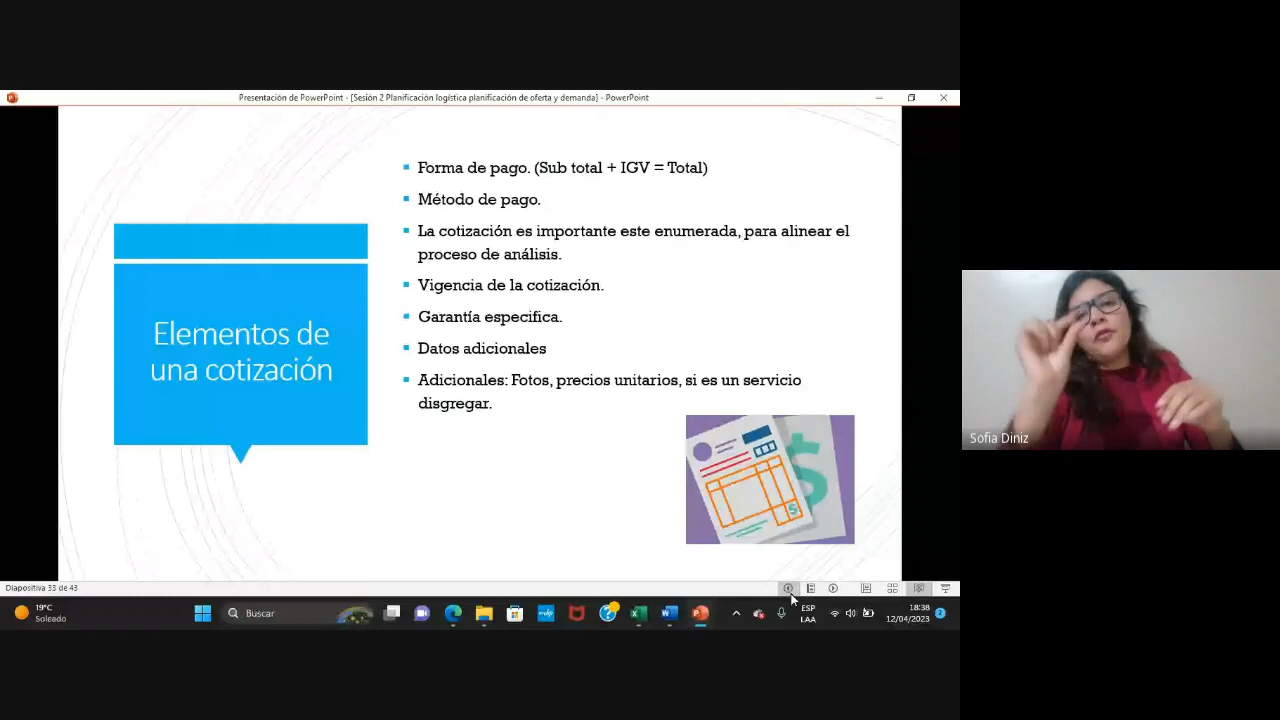 Presentación de PowerPoint - [Sesión 2 Planificación logística planificación de oferta y demanda] - PowerPoint
Elementos de
una cotización
Forma de pago. (Sub total + IGV = Total)
Método de pago.
La cotización es importante este enumerada, para alinear el
proceso de análisis.
Vigencia de la cotización.
Garantía especifica.
Datos adicionales
Adicionales: Fotos, precios unitarios, si es un servicio
disgregar.
Sofia Diniz
Diapositiva 33 de 43
19°C
Soleado
Buscar
ESP
LAA
18:38
12/04/2023
2